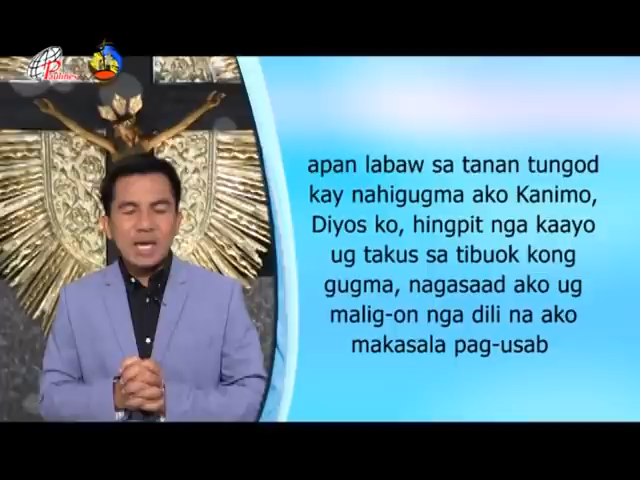 Paulines
apan labaw sa tanan tungod
kay nahigugma ako Kanimo,
Diyos ko, hingpit nga kaayo
ug takus sa tibuok kong
gugma, nagasaad ako ug
malig-on nga dili na ako
makasala pag-usab